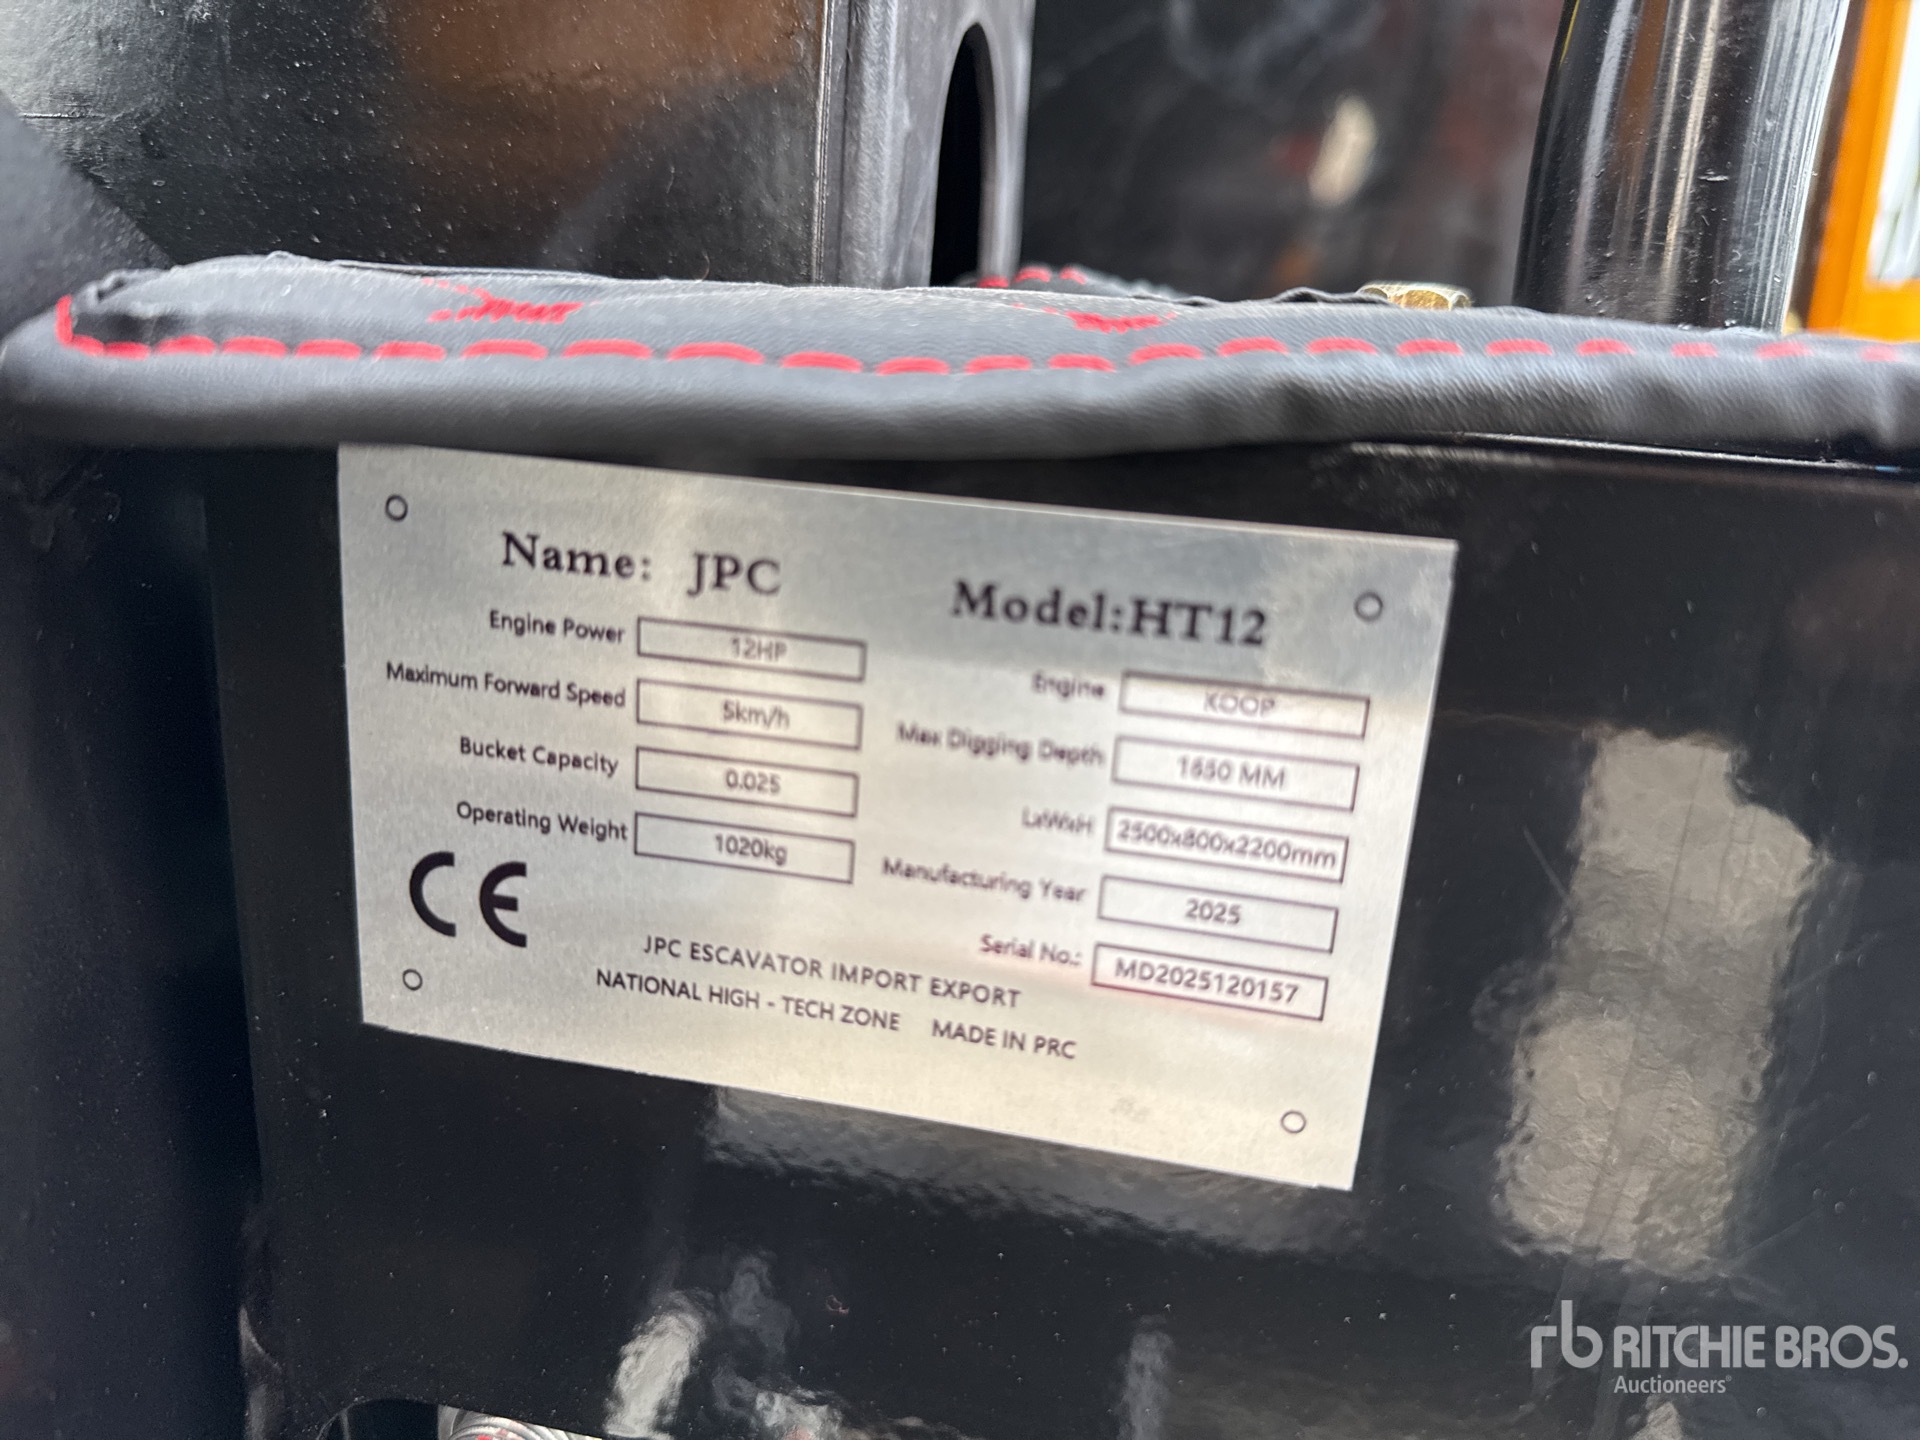 Name: JPC
Model:HT12
Engine Power 12HP
Maximum Forward Speed 5km/h
Bucket Capacity 0.025
Operating Weight 1020kg
Engine KOOP
Max Digging Depth 1650 MM
LxWxH 2500x800x2200mm
Manufacturing Year 2025
Serial No.: MD2025120157
CE
JPC ESCAVATOR IMPORT EXPORT
NATIONAL HIGH - TECH ZONE MADE IN PRC
rb RITCHIE BROS.
Auctioneers